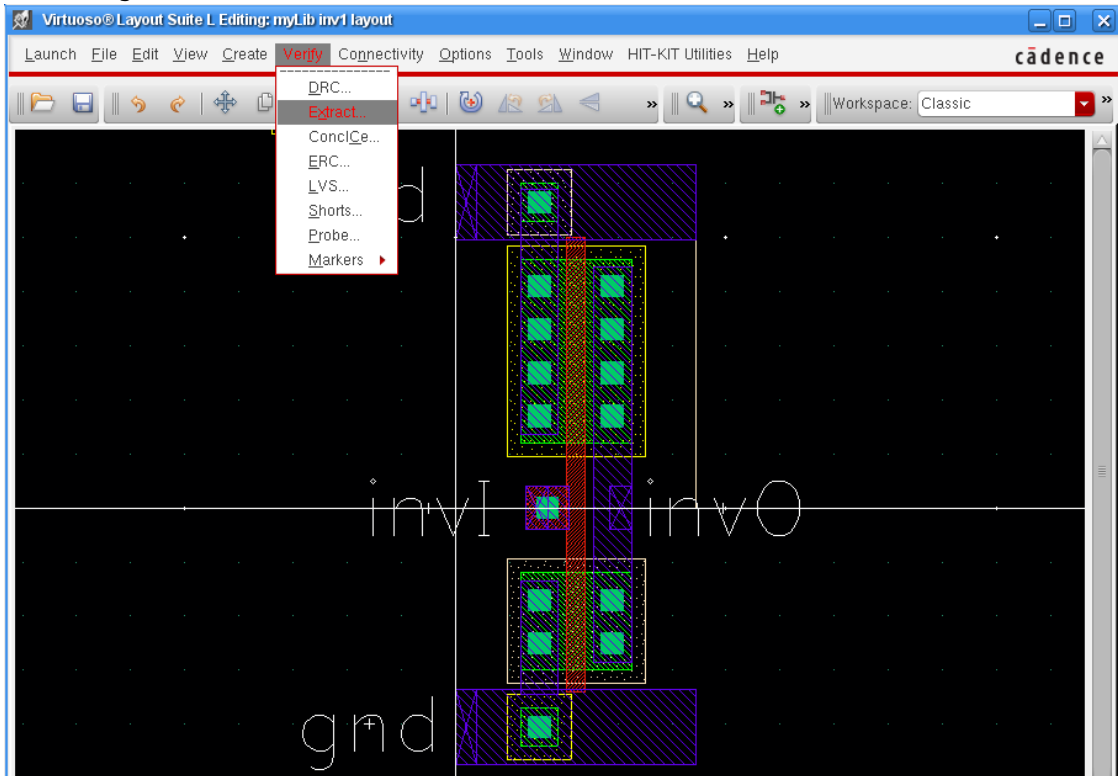 Virtuoso® Layout Suite L Editing: myLib inv1 layout
Launch File Edit View Create Verify Connectivity Options Tools Window HIT-KIT Utilities Help cādence
DRC...
Extract...
ConclCe...
ERC...
LVS...
Shorts...
Probe...
Markers
» » » Workspace: Classic »
d
invI invO
gnd